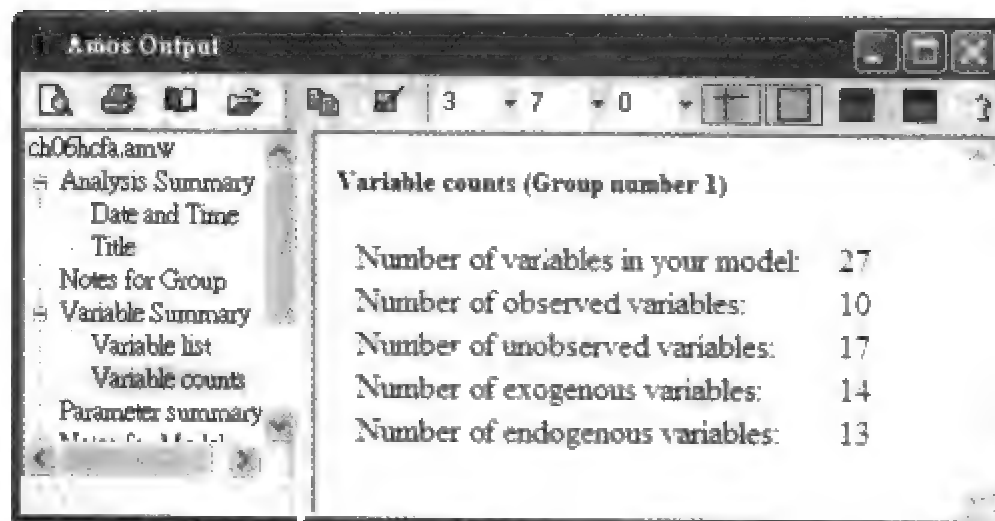 Amos Output
3 7 0
ch06hcfa.amw
Analysis Summary
Date and Time
Title
Notes for Group
Variable Summary
Variable list
Variable counts
Parameter summary
Variable counts (Group number 1)
Number of variables in your model: 27
Number of observed variables: 10
Number of unobserved variables: 17
Number of exogenous variables: 14
Number of endogenous variables: 13